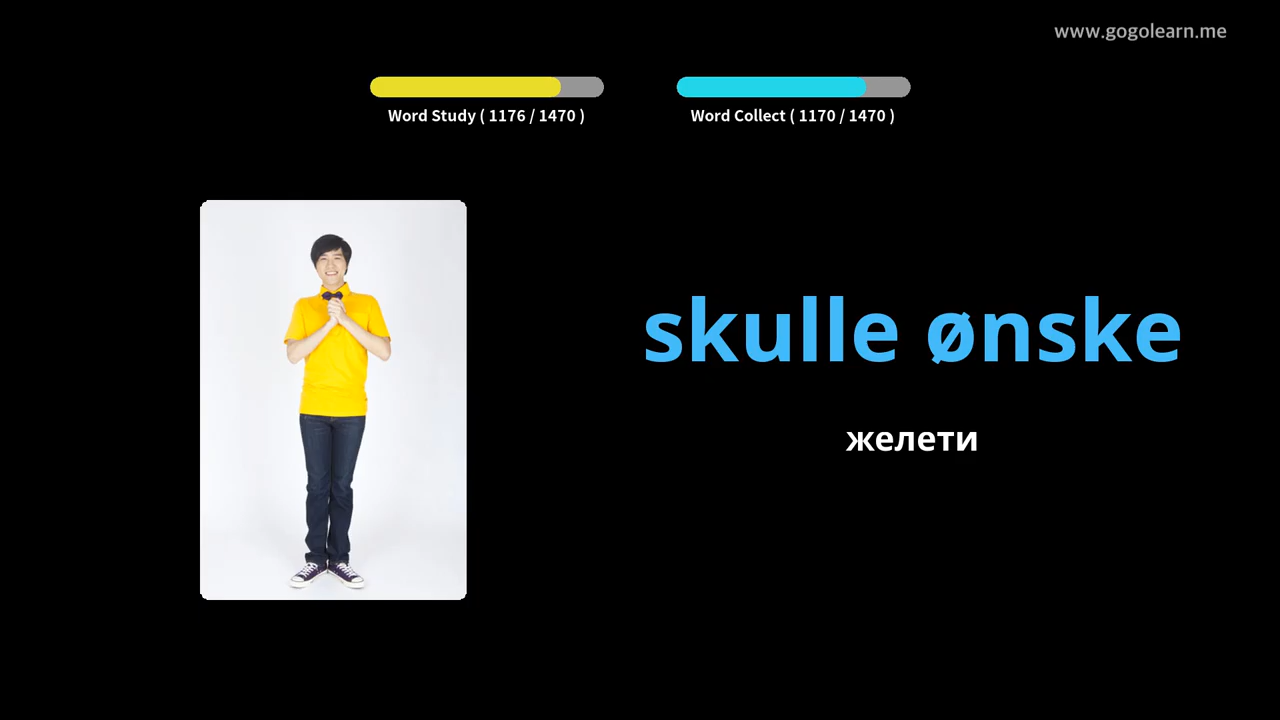 www.gogolearn.me
Word Study ( 1176 / 1470 )
Word Collect ( 1170 / 1470 )
skulle ønske
желети